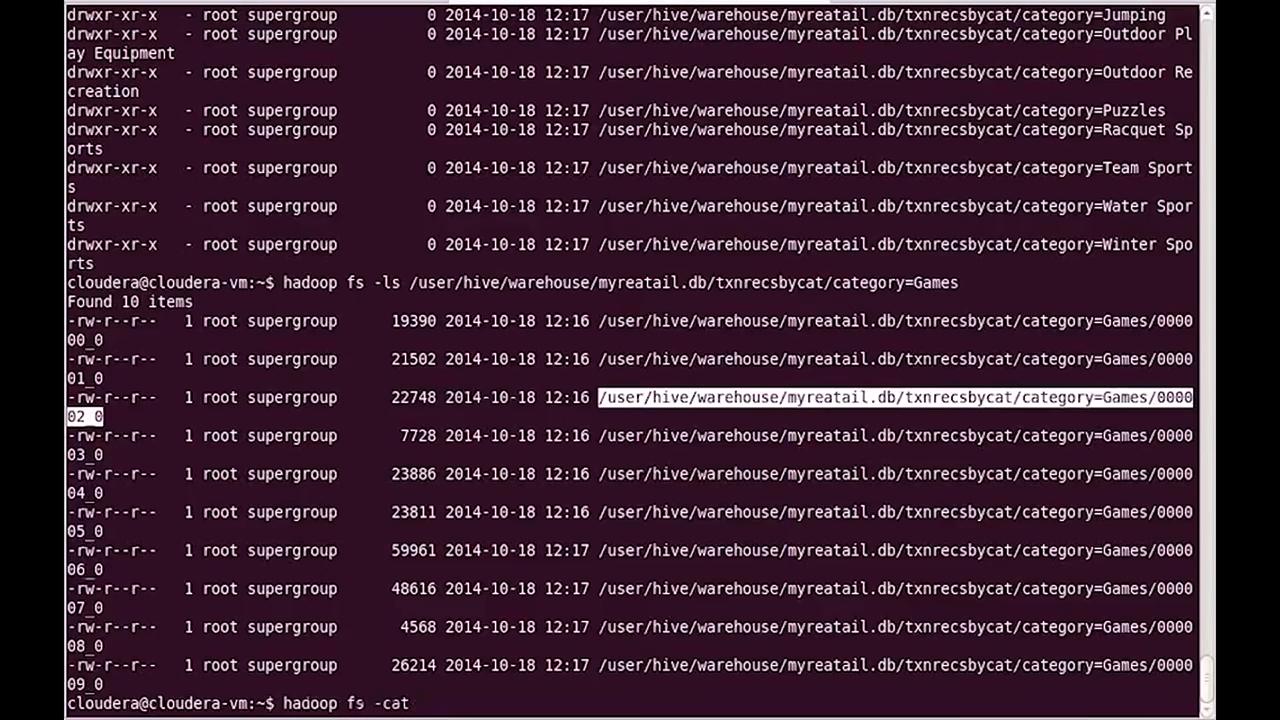 drwxr-xr-x   - root supergroup          0 2014-10-18 12:17 /user/hive/warehouse/myreatail.db/txnrecsbycat/category=Jumping
drwxr-xr-x   - root supergroup          0 2014-10-18 12:17 /user/hive/warehouse/myreatail.db/txnrecsbycat/category=Outdoor Pl
ay Equipment
drwxr-xr-x   - root supergroup          0 2014-10-18 12:17 /user/hive/warehouse/myreatail.db/txnrecsbycat/category=Outdoor Re
creation
drwxr-xr-x   - root supergroup          0 2014-10-18 12:17 /user/hive/warehouse/myreatail.db/txnrecsbycat/category=Puzzles
drwxr-xr-x   - root supergroup          0 2014-10-18 12:17 /user/hive/warehouse/myreatail.db/txnrecsbycat/category=Racquet Sp
orts
drwxr-xr-x   - root supergroup          0 2014-10-18 12:17 /user/hive/warehouse/myreatail.db/txnrecsbycat/category=Team Sport
s
drwxr-xr-x   - root supergroup          0 2014-10-18 12:17 /user/hive/warehouse/myreatail.db/txnrecsbycat/category=Water Spor
ts
drwxr-xr-x   - root supergroup          0 2014-10-18 12:17 /user/hive/warehouse/myreatail.db/txnrecsbycat/category=Winter Spo
rts
cloudera@cloudera-vm:~$ hadoop fs -ls /user/hive/warehouse/myreatail.db/txnrecsbycat/category=Games
Found 10 items
-rw-r--r--   1 root supergroup      19390 2014-10-18 12:16 /user/hive/warehouse/myreatail.db/txnrecsbycat/category=Games/0000
00_0
-rw-r--r--   1 root supergroup      21502 2014-10-18 12:16 /user/hive/warehouse/myreatail.db/txnrecsbycat/category=Games/0000
01_0
-rw-r--r--   1 root supergroup      22748 2014-10-18 12:16 /user/hive/warehouse/myreatail.db/txnrecsbycat/category=Games/0000
02_0
-rw-r--r--   1 root supergroup       7728 2014-10-18 12:16 /user/hive/warehouse/myreatail.db/txnrecsbycat/category=Games/0000
03_0
-rw-r--r--   1 root supergroup      23886 2014-10-18 12:16 /user/hive/warehouse/myreatail.db/txnrecsbycat/category=Games/0000
04_0
-rw-r--r--   1 root supergroup      23811 2014-10-18 12:16 /user/hive/warehouse/myreatail.db/txnrecsbycat/category=Games/0000
05_0
-rw-r--r--   1 root supergroup      59961 2014-10-18 12:17 /user/hive/warehouse/myreatail.db/txnrecsbycat/category=Games/0000
06_0
-rw-r--r--   1 root supergroup      48616 2014-10-18 12:17 /user/hive/warehouse/myreatail.db/txnrecsbycat/category=Games/0000
07_0
-rw-r--r--   1 root supergroup       4568 2014-10-18 12:17 /user/hive/warehouse/myreatail.db/txnrecsbycat/category=Games/0000
08_0
-rw-r--r--   1 root supergroup      26214 2014-10-18 12:17 /user/hive/warehouse/myreatail.db/txnrecsbycat/category=Games/0000
09_0
cloudera@cloudera-vm:~$ hadoop fs -cat